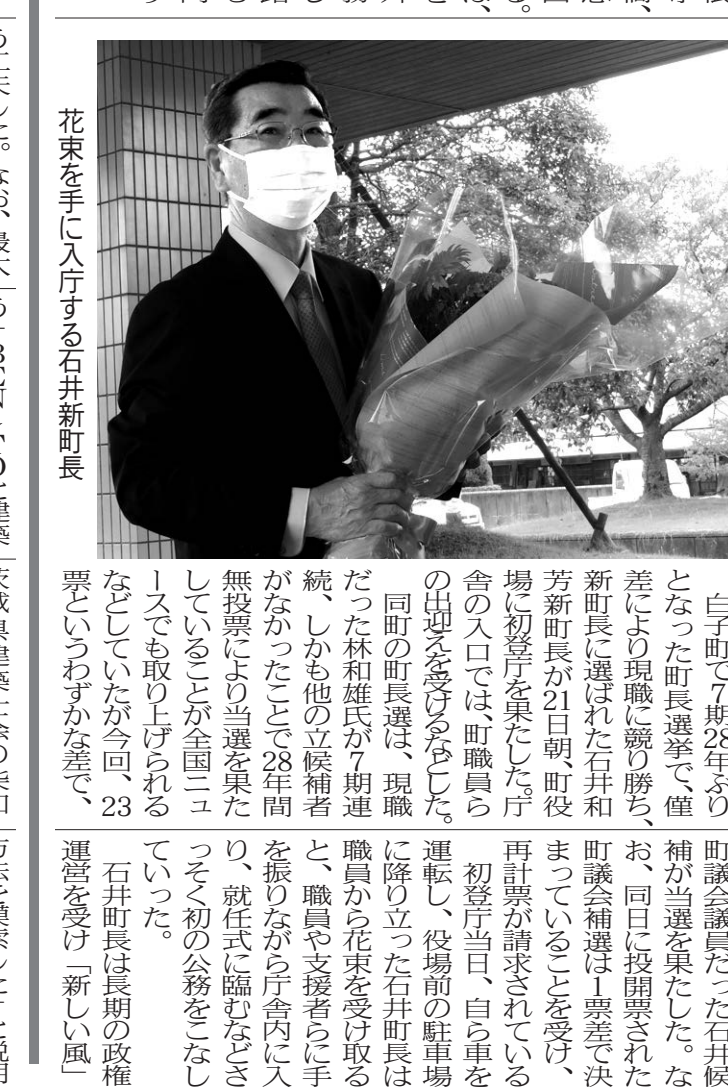 花束を手に入庁する石井新町長
白子町で7期28年ぶり
となった町長選挙で、僅
差により現職に競り勝ち、
新町長に選ばれた石井和
芳新町長が21日朝、町役
場に初登庁を果たした。庁
舎の入口では、町職員ら
の出迎えを受けるなどした。
同町の町長選は、現職
だった林和雄氏が7期連
続、しかも他の立候補者
がなかったことで28年間
無投票により当選を果た
していることが全国ニュ
ースでも取り上げられる
などしていたが今回、23
票というわずかな差で、
町議会議員だった石井候
補が当選を果たした。な
お、同日に投開票された
町議会補選は1票差で決
まっていることを受け、
再計票が請求されている
初登庁当日、自ら車を
運転し、役場前の駐車場
に降り立った石井町長は
職員から花束を受け取る
と、職員や支援者らに手
を振りながら庁舎内に入
り、就任式に臨むなどさ
っそく初の公務をこなし
ていった。
石井町長は長期の政権
運営を受け「新しい風」